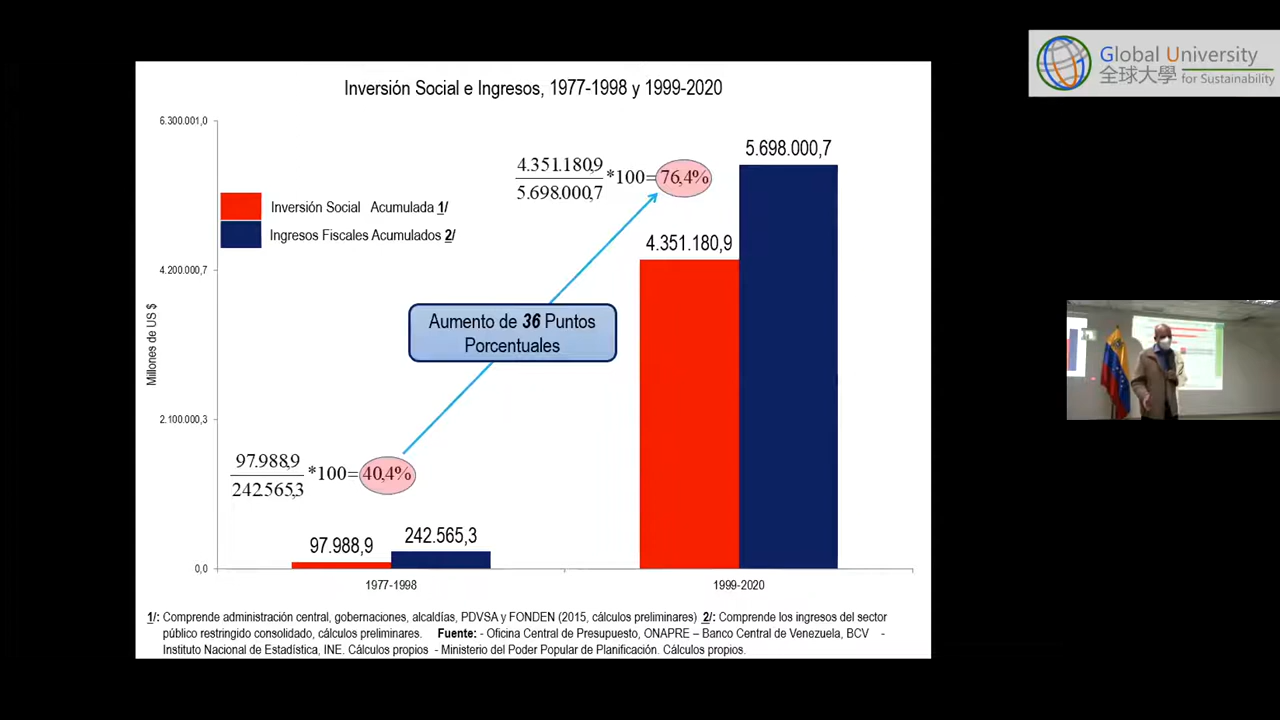 Global University
全球大學 for Sustainability
Inversión Social e Ingresos, 1977-1998 y 1999-2020
6.300.001,0
4.200.000,7
2.100.000,3
0,0
Millones de US $
Inversión Social Acumulada 1/
Ingresos Fiscales Acumulados 2/
4.351.180,9
5.698.000,7
*100= 76,4%
5.698.000,7
4.351.180,9
Aumento de 36 Puntos
Porcentuales
97.988,9
242.565,3
*100= 40,4%
97.988,9
242.565,3
1977-1998
1999-2020
1/: Comprende administración central, gobernaciones, alcaldías, PDVSA y FONDEN (2015, cálculos preliminares) 2/: Comprende los ingresos del sector
público restringido consolidado, cálculos preliminares. Fuente: - Oficina Central de Presupuesto, ONAPRE – Banco Central de Venezuela, BCV -
Instituto Nacional de Estadística, INE. Cálculos propios - Ministerio del Poder Popular de Planificación. Cálculos propios.